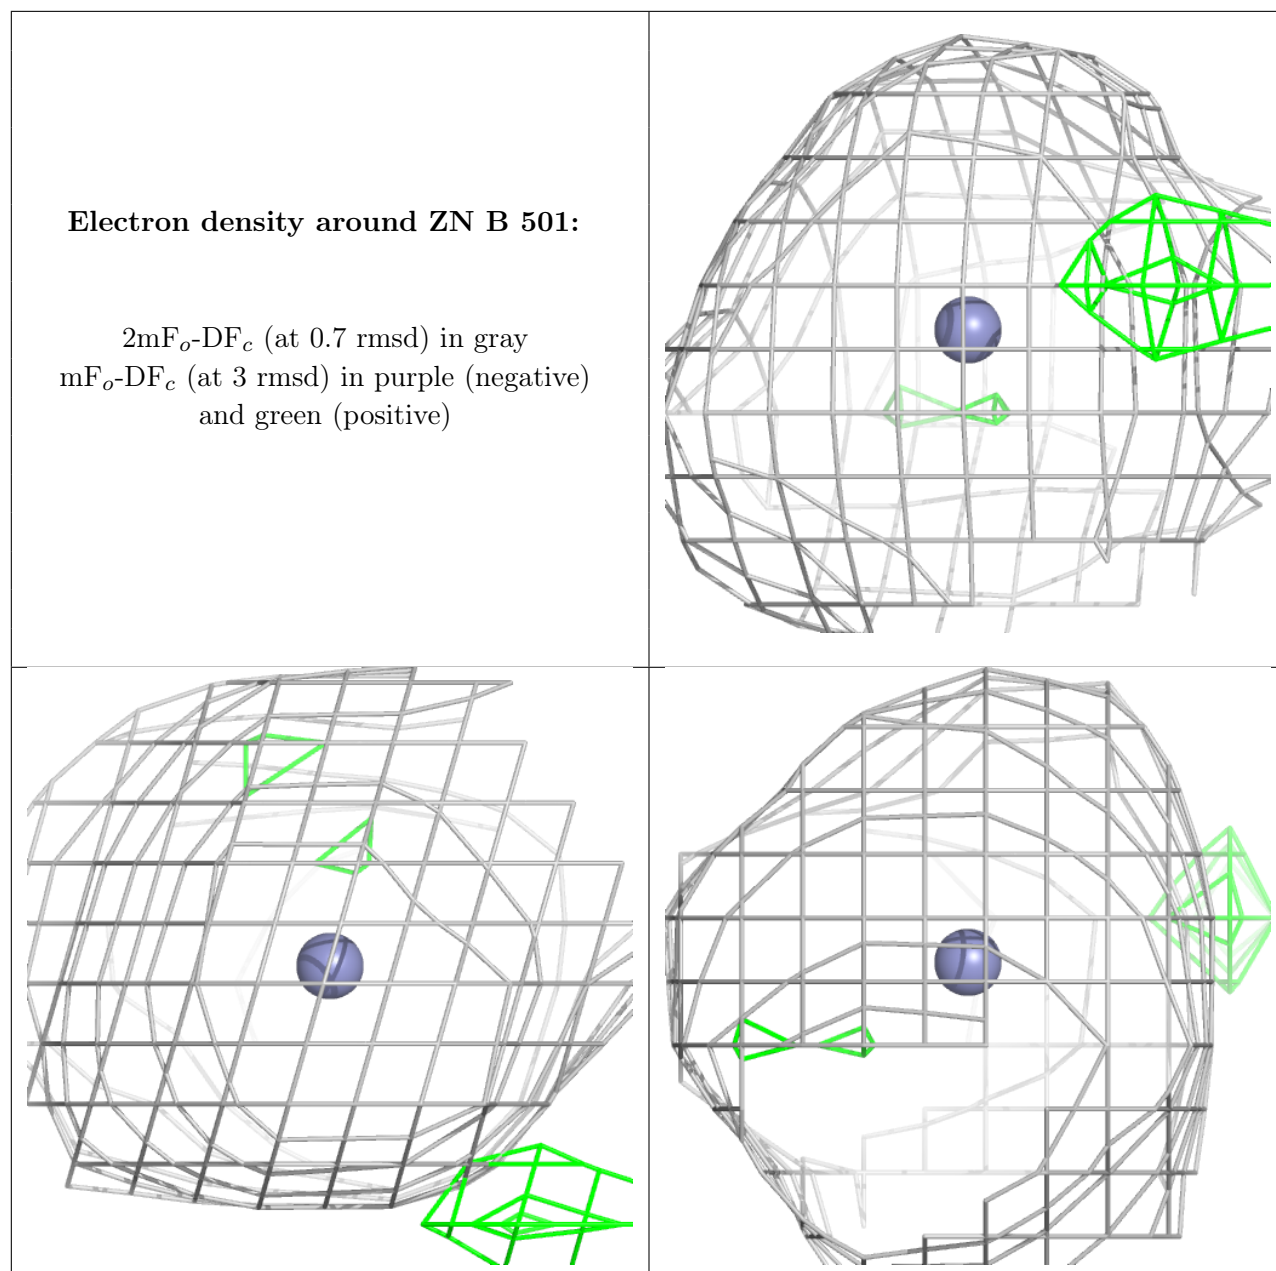 Electron density around ZN B 501:
2mFo-DFc (at 0.7 rmsd) in gray
mFo-DFc (at 3 rmsd) in purple (negative)
and green (positive)